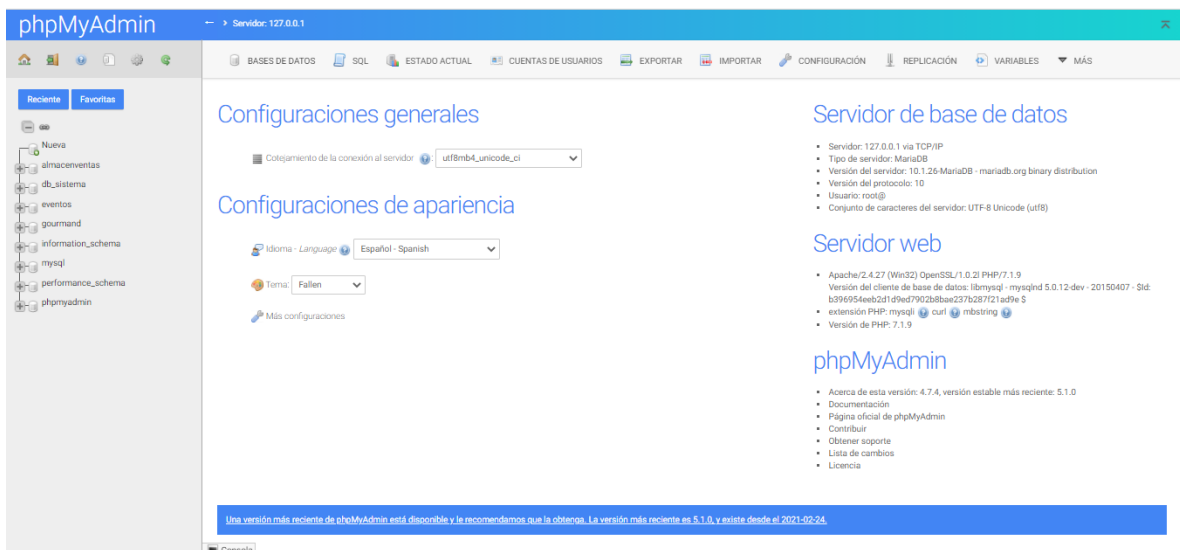 phpMyAdmin
Servidor: 127.0.0.1
BASES DE DATOS SQL ESTADO ACTUAL CUENTAS DE USUARIOS EXPORTAR IMPORTAR CONFIGURACIÓN REPLICACIÓN VARIABLES MÁS
Reciente Favoritas
Nueva
almacenventas
db_sistema
eventos
gourmand
information_schema
mysql
performance_schema
phpmyadmin
Configuraciones generales
Cotejamiento de la conexión al servidor : utf8mb4_unicode_ci
Configuraciones de apariencia
Idioma - Language Español - Spanish
Tema: Fallen
Más configuraciones
Servidor de base de datos
Servidor: 127.0.0.1 via TCP/IP
Tipo de servidor: MariaDB
Versión del servidor: 10.1.26-MariaDB - mariadb.org binary distribution
Versión del protocolo: 10
Usuario: root@
Conjunto de caracteres del servidor: UTF-8 Unicode (utf8)
Servidor web
Apache/2.4.27 (Win32) OpenSSL/1.0.2l PHP/7.1.9
Versión del cliente de base de datos: libmysql - mysqlnd 5.0.12-dev - 20150407 - $Id:
b396954eeb2d1d9ed7902b8bae237b287f21ad9e $
extensión PHP: mysqli curl mbstring
Versión de PHP: 7.1.9
phpMyAdmin
Acerca de esta versión: 4.7.4, versión estable más reciente: 5.1.0
Documentación
Página oficial de phpMyAdmin
Contribuir
Obtener soporte
Lista de cambios
Licencia
Una versión más reciente de phpMyAdmin está disponible y le recomendamos que la obtenga. La versión más reciente es 5.1.0, y existe desde el 2021-02-24.
Consola